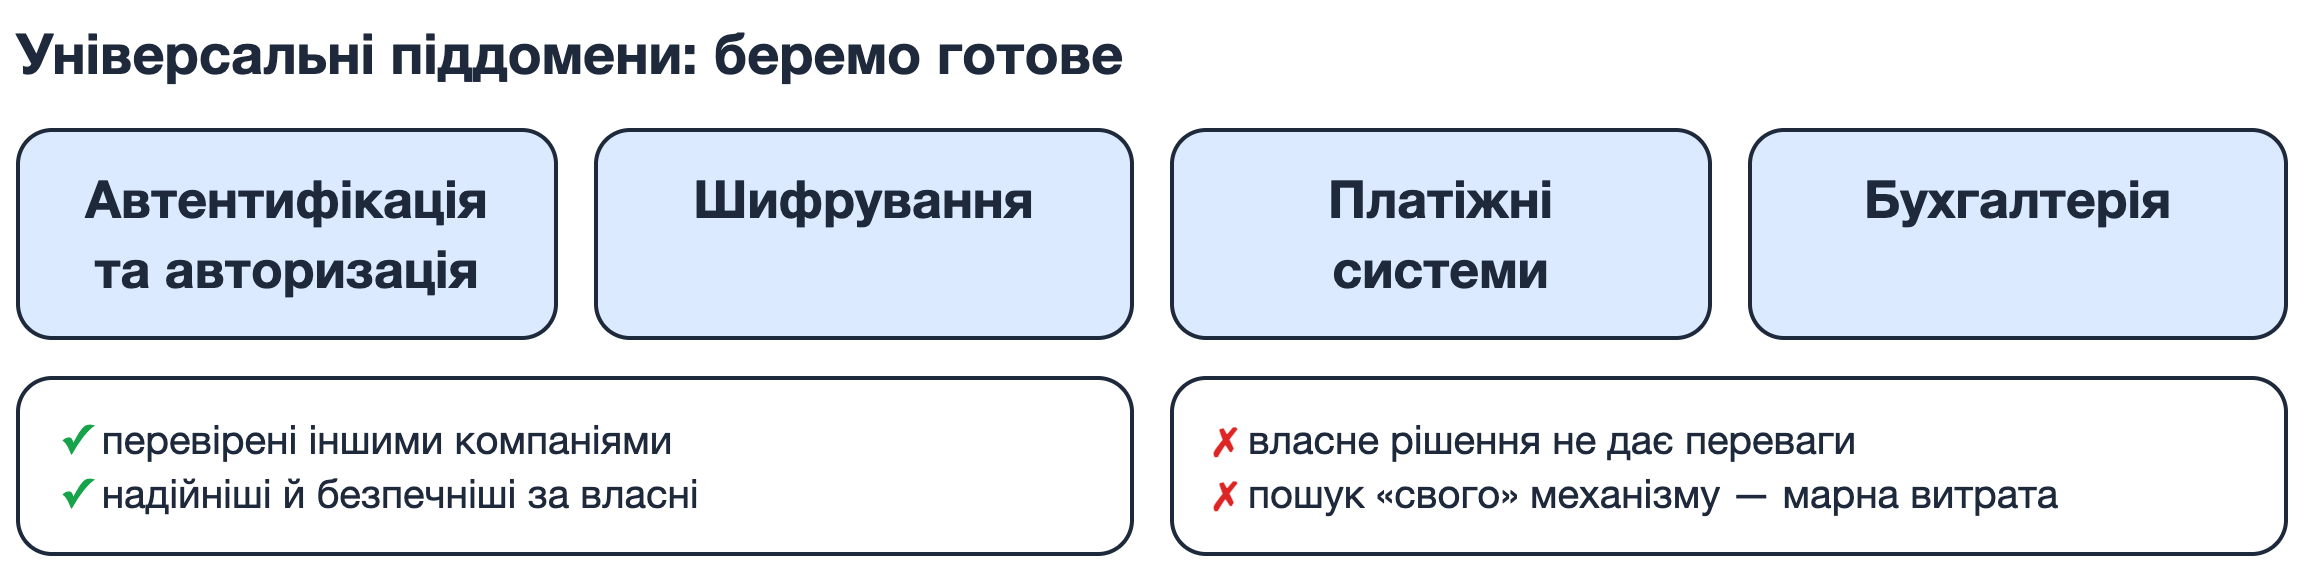 Універсальні піддомени: беремо готове
Автентифікація
та авторизація
Шифрування
Платіжні
системи
Бухгалтерія
✓ перевірені іншими компаніями
✓ надійніші й безпечніші за власні
✗ власне рішення не дає переваги
✗ пошук «свого» механізму — марна витрата